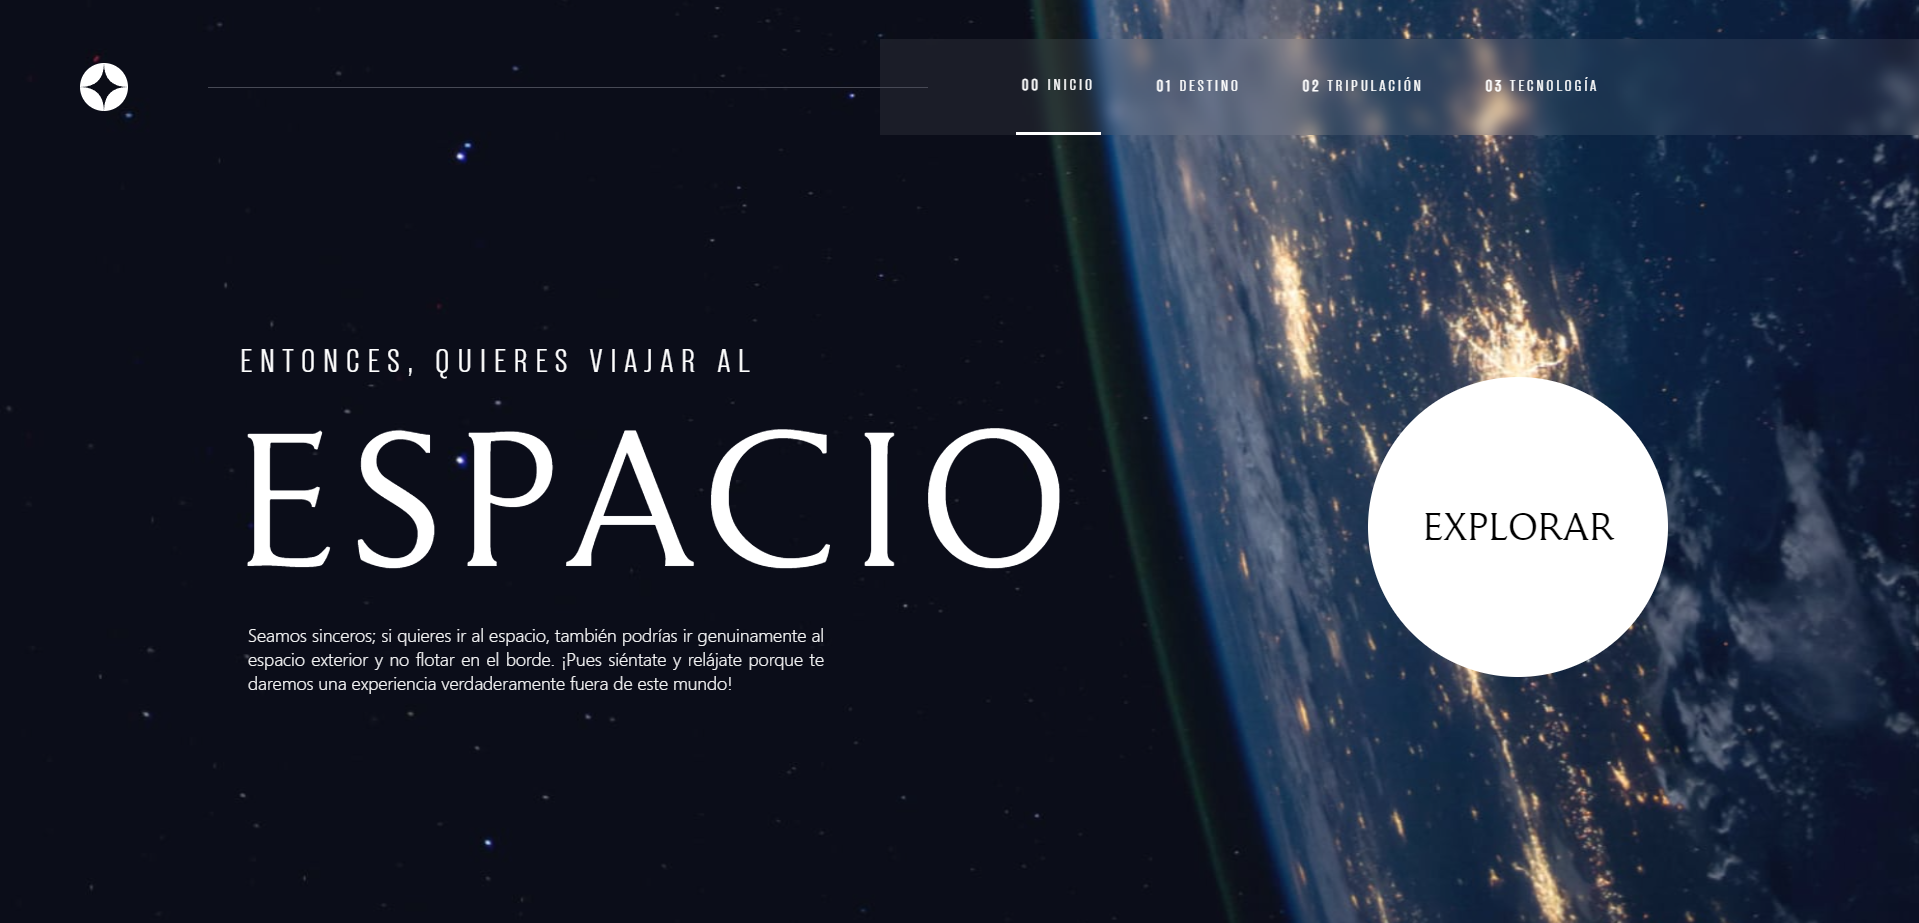 00 INICIO 01 DESTINO 02 TRIPULACIÓN 03 TECNOLOGÍA
ENTONCES, QUIERES VIAJAR AL
ESPACIO
EXPLORAR
Seamos sinceros; si quieres ir al espacio, también podrías ir genuinamente al
espacio exterior y no flotar en el borde. ¡Pues siéntate y relájate porque te
daremos una experiencia verdaderamente fuera de este mundo!